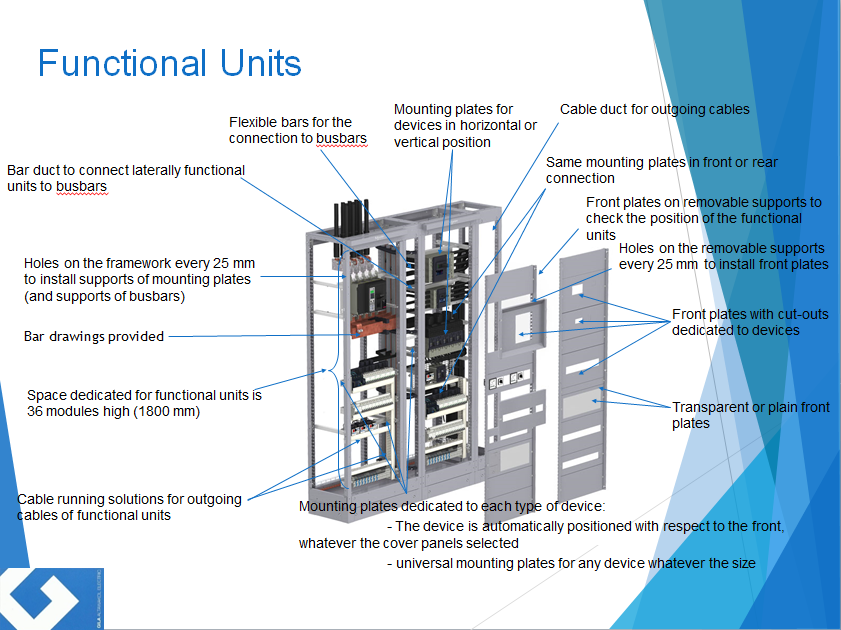 Functional Units
Mounting plates for
devices in horizontal or
vertical position
Cable duct for outgoing cables
Flexible bars for the
connection to busbars
Bar duct to connect laterally functional
units to busbars
Same mounting plates in front or rear
connection
Front plates on removable supports to
check the position of the functional
units
Holes on the removable supports
every 25 mm to install front plates
Holes on the framework every 25 mm
to install supports of mounting plates
(and supports of busbars)
Front plates with cut-outs
dedicated to devices
Bar drawings provided
Space dedicated for functional units is
36 modules high (1800 mm)
Transparent or plain front
plates
Cable running solutions for outgoing
cables of functional units
Mounting plates dedicated to each type of device:
- The device is automatically positioned with respect to the front,
whatever the cover panels selected
- universal mounting plates for any device whatever the size